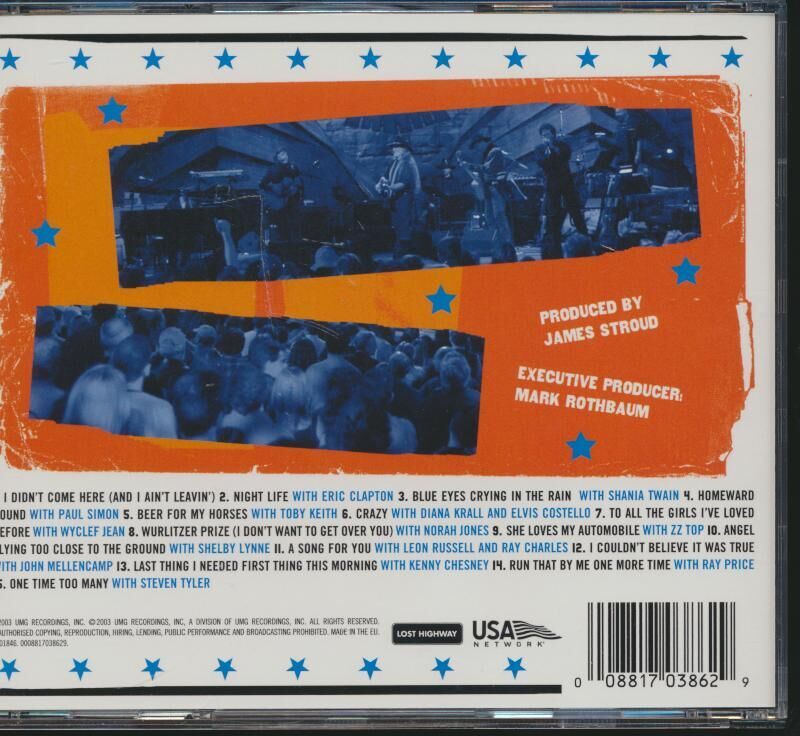 PRODUCED BY
JAMES STROUD
EXECUTIVE PRODUCER:
MARK ROTHBAUM
I DIDN'T COME HERE (AND I AIN'T LEAVIN') 2. NIGHT LIFE WITH ERIC CLAPTON 3. BLUE EYES CRYING IN THE RAIN WITH SHANIA TWAIN 4. HOMEWARD
OUND WITH PAUL SIMON 5. BEER FOR MY HORSES WITH TOBY KEITH 6. CRAZY WITH DIANA KRALL AND ELVIS COSTELLO 7. TO ALL THE GIRLS I'VE LOVED
EFORE WITH WYCLEF JEAN 8. WURLITZER PRIZE (I DON'T WANT TO GET OVER YOU) WITH NORAH JONES 9. SHE LOVES MY AUTOMOBILE WITH ZZ TOP 10. ANGEL
LYING TOO CLOSE TO THE GROUND WITH SHELBY LYNNE 11. A SONG FOR YOU WITH LEON RUSSELL AND RAY CHARLES 12. I COULDN'T BELIEVE IT WAS TRUE
WITH JOHN MELLENCAMP 13. LAST THING I NEEDED FIRST THING THIS MORNING WITH KENNY CHESNEY 14. RUN THAT BY ME ONE MORE TIME WITH RAY PRICE
5. ONE TIME TOO MANY WITH STEVEN TYLER
2003 UMG RECORDINGS, INC. © 2003 UMG RECORDINGS, INC, A DIVISION OF UMG RECORDINGS, INC. ALL RIGHTS RESERVED.
AUTHORISED COPYING, REPRODUCTION, HIRING, LENDING, PUBLIC PERFORMANCE AND BROADCASTING PROHIBITED. MADE IN THE EU.
01846. 0008817038629.
LOST HIGHWAY
USA
NETWORK
0 08817 03862 9